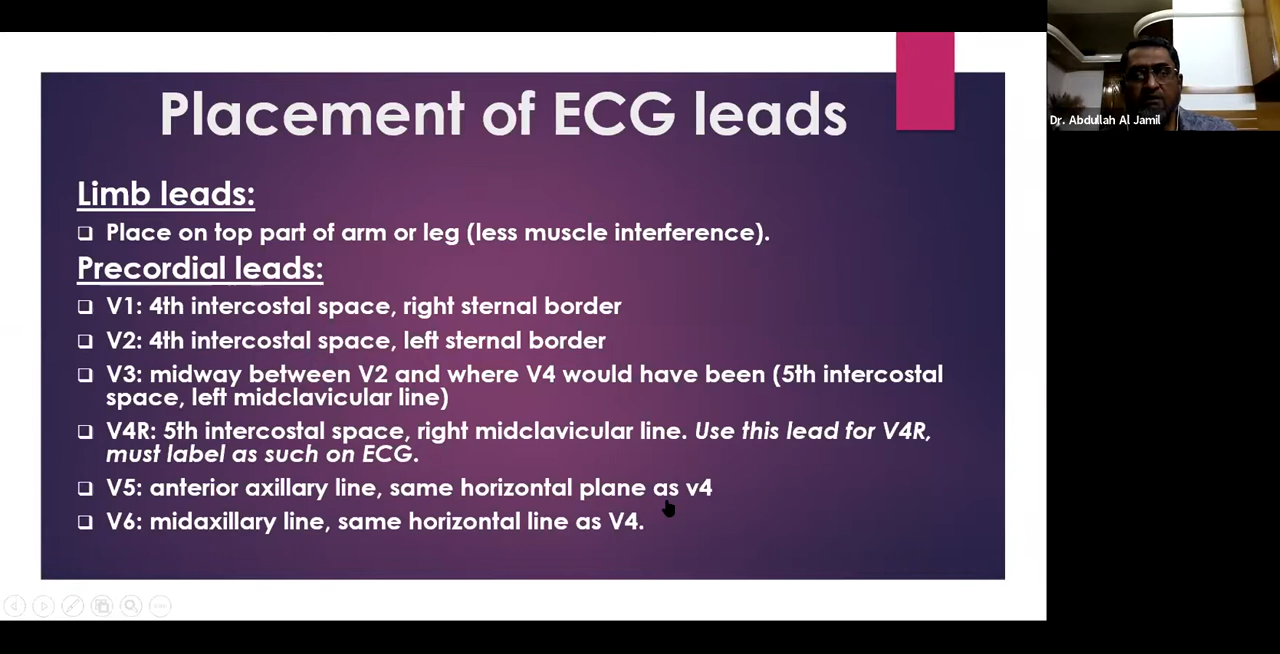 Placement of ECG leads
Limb leads:
Place on top part of arm or leg (less muscle interference).
Precordial leads:
V1: 4th intercostal space, right sternal border
V2: 4th intercostal space, left sternal border
V3: midway between V2 and where V4 would have been (5th intercostal
space, left midclavicular line)
V4R: 5th intercostal space, right midclavicular line. Use this lead for V4R,
must label as such on ECG.
V5: anterior axillary line, same horizontal plane as v4
V6: midaxillary line, same horizontal line as V4.
Dr. Abdullah Al Jamil